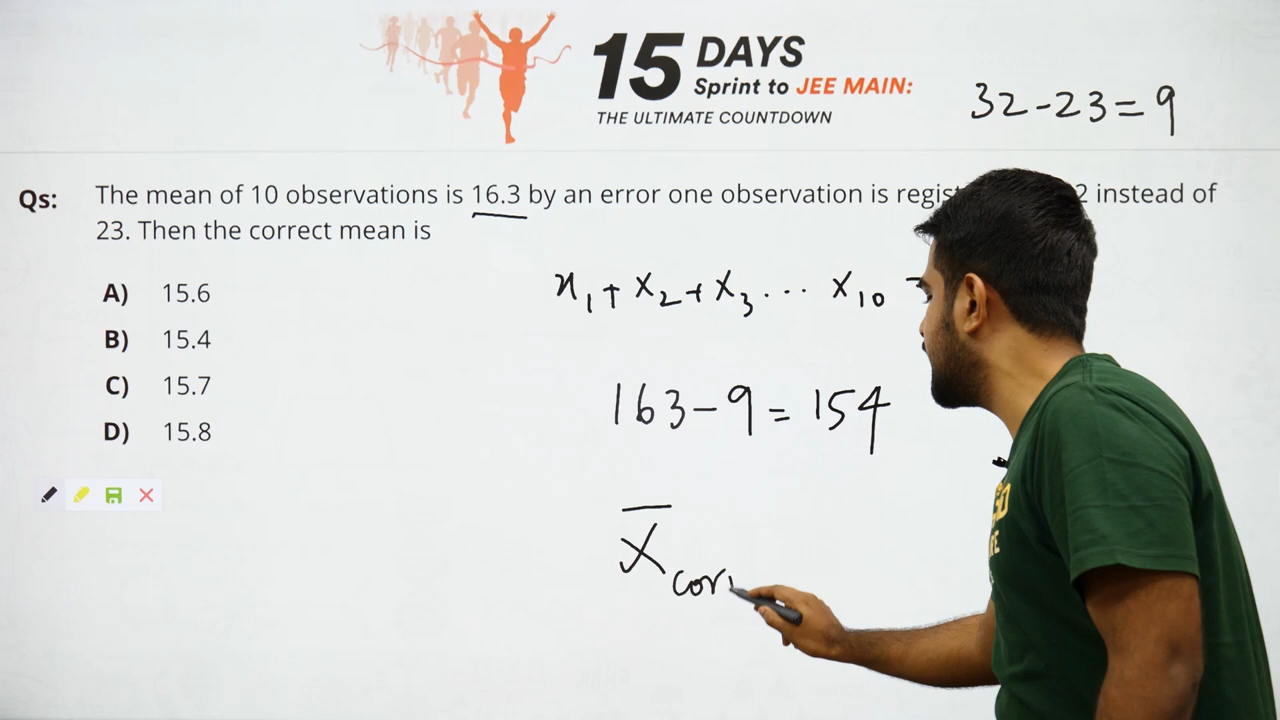 15 DAYS
Sprint to JEE MAIN:
THE ULTIMATE COUNTDOWN
32-23=9
Qs: The mean of 10 observations is 16.3 by an error one observation is 2 instead of
23. Then the correct mean is
A) 15.6
B) 15.4
C) 15.7
D) 15.8
x₁+x₂+x₃... x₁₀
163-9=154
X̄ corr